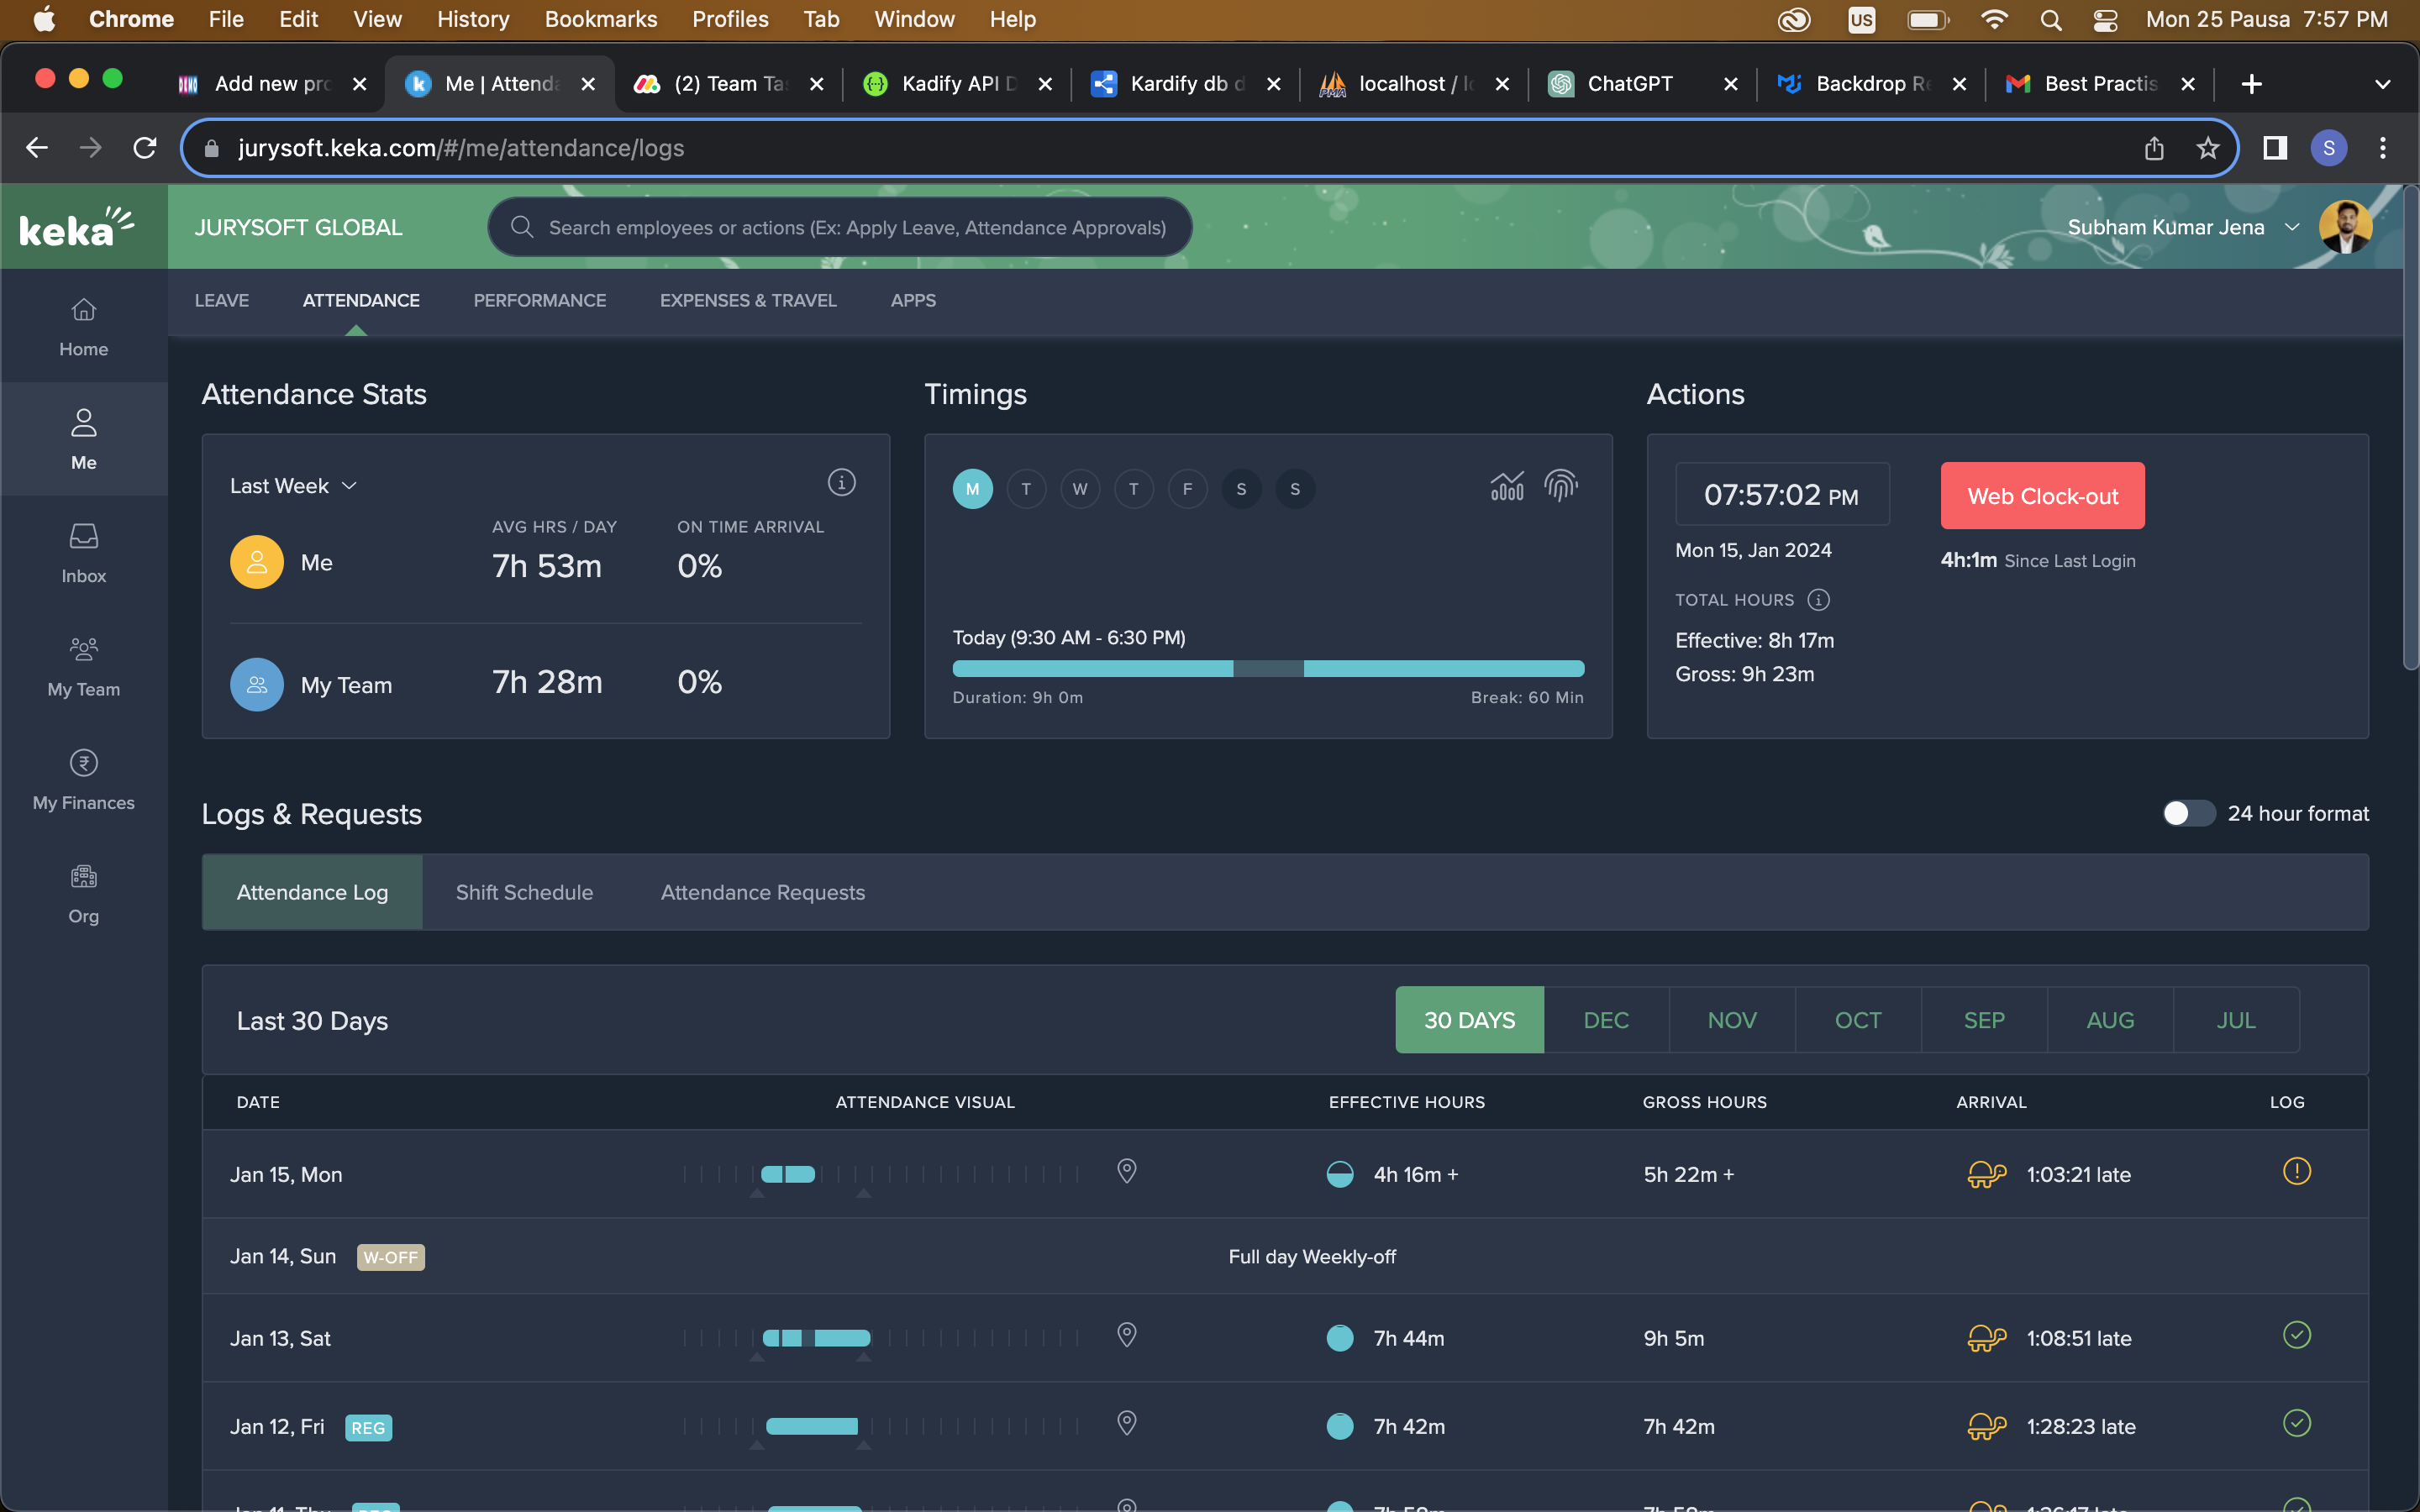 Chrome File Edit View History Bookmarks Profiles Tab Window Help US Mon 25 Pausa 7:57 PM
Add new pro Me | Attenda (2) Team Tas Kadify API D Kardify db d localhost / lo ChatGPT Backdrop Re Best Practis
jurysoft.keka.com/#/me/attendance/logs S
keka JURYSOFT GLOBAL Search employees or actions (Ex: Apply Leave, Attendance Approvals) Subham Kumar Jena
LEAVE ATTENDANCE PERFORMANCE EXPENSES & TRAVEL APPS
Home
Me
Inbox
My Team
My Finances
Org
Attendance Stats
Last Week
AVG HRS / DAY ON TIME ARRIVAL
Me 7h 53m 0%
My Team 7h 28m 0%
Timings
M T W T F S S
Today (9:30 AM - 6:30 PM)
Duration: 9h 0m Break: 60 Min
Actions
07:57:02 PM Web Clock-out
Mon 15, Jan 2024 4h:1m Since Last Login
TOTAL HOURS
Effective: 8h 17m
Gross: 9h 23m
Logs & Requests 24 hour format
Attendance Log Shift Schedule Attendance Requests
Last 30 Days 30 DAYS DEC NOV OCT SEP AUG JUL
DATE ATTENDANCE VISUAL EFFECTIVE HOURS GROSS HOURS ARRIVAL LOG
Jan 15, Mon 4h 16m + 5h 22m + 1:03:21 late
Jan 14, Sun W-OFF Full day Weekly-off
Jan 13, Sat 7h 44m 9h 5m 1:08:51 late
Jan 12, Fri REG 7h 42m 7h 42m 1:28:23 late